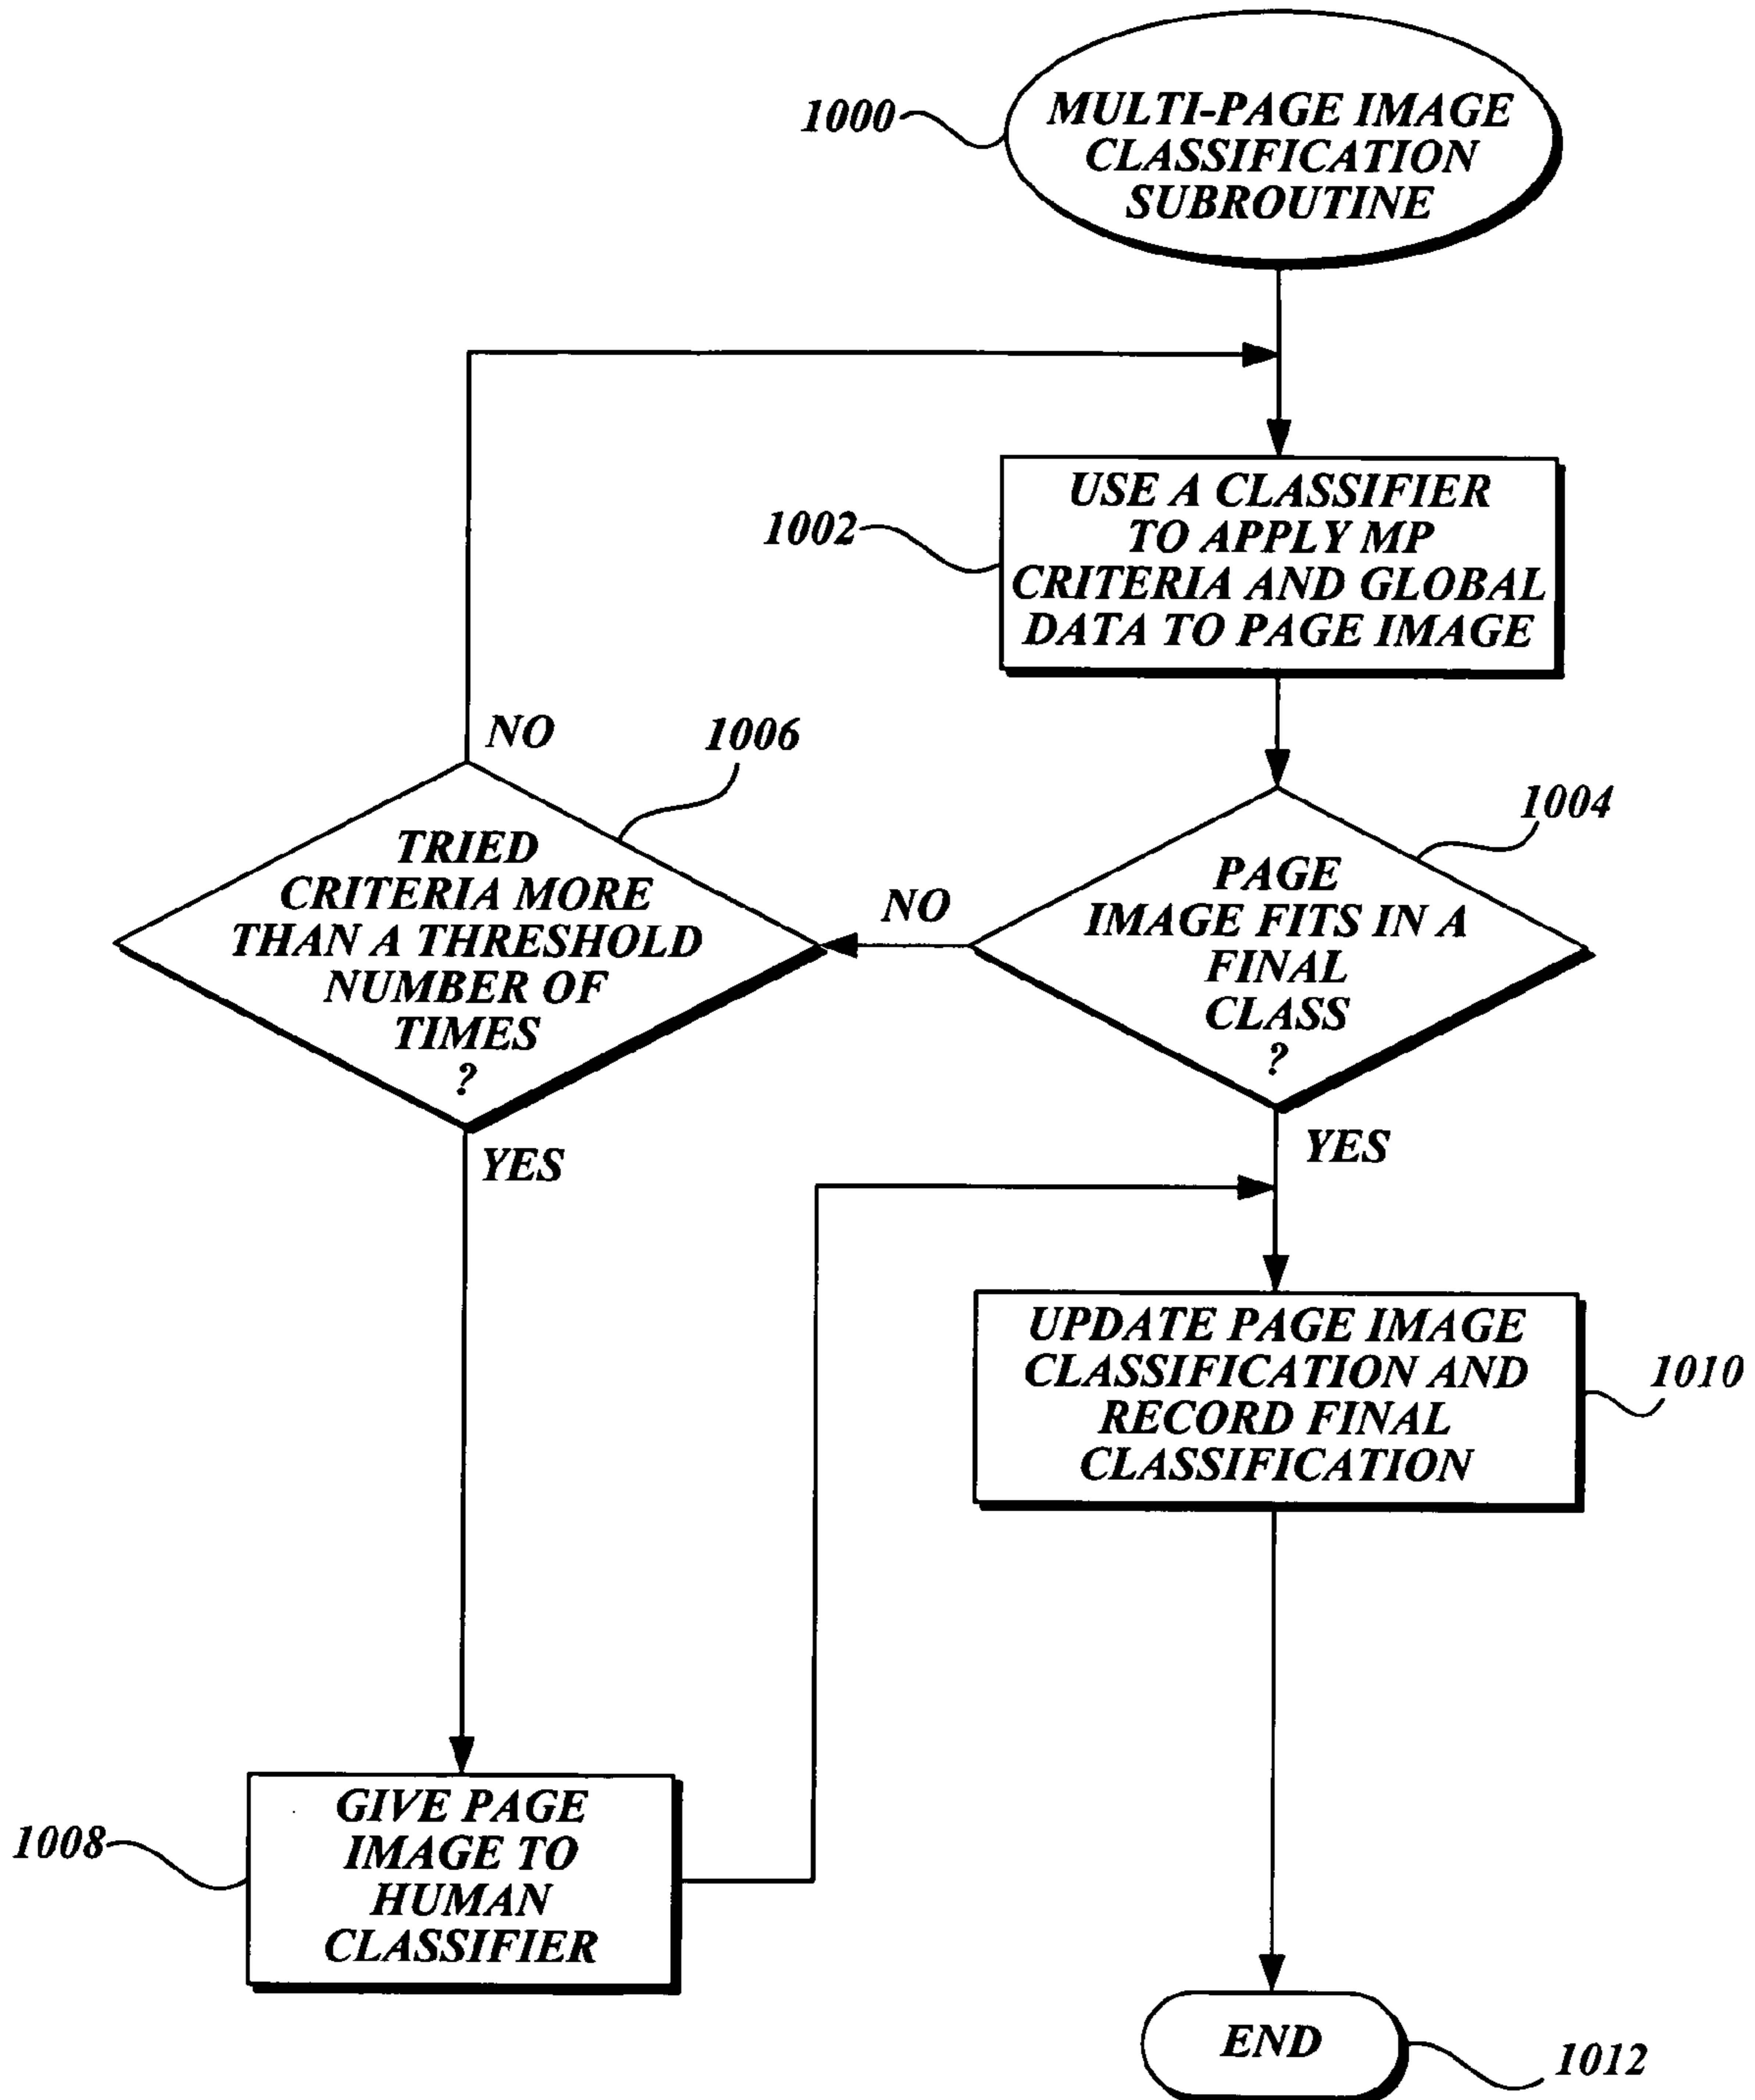 1000
MULTI-PAGE IMAGE
CLASSIFICATION
SUBROUTINE
1002
USE A CLASSIFIER
TO APPLY MP
CRITERIA AND GLOBAL
DATA TO PAGE IMAGE
NO
1006
TRIED
CRITERIA MORE
THAN A THRESHOLD
NUMBER OF
TIMES
?
YES
NO
1004
PAGE
IMAGE FITS IN A
FINAL
CLASS
?
YES
UPDATE PAGE IMAGE
CLASSIFICATION AND
RECORD FINAL
CLASSIFICATION
1010
1008
GIVE PAGE
IMAGE TO
HUMAN
CLASSIFIER
END
1012